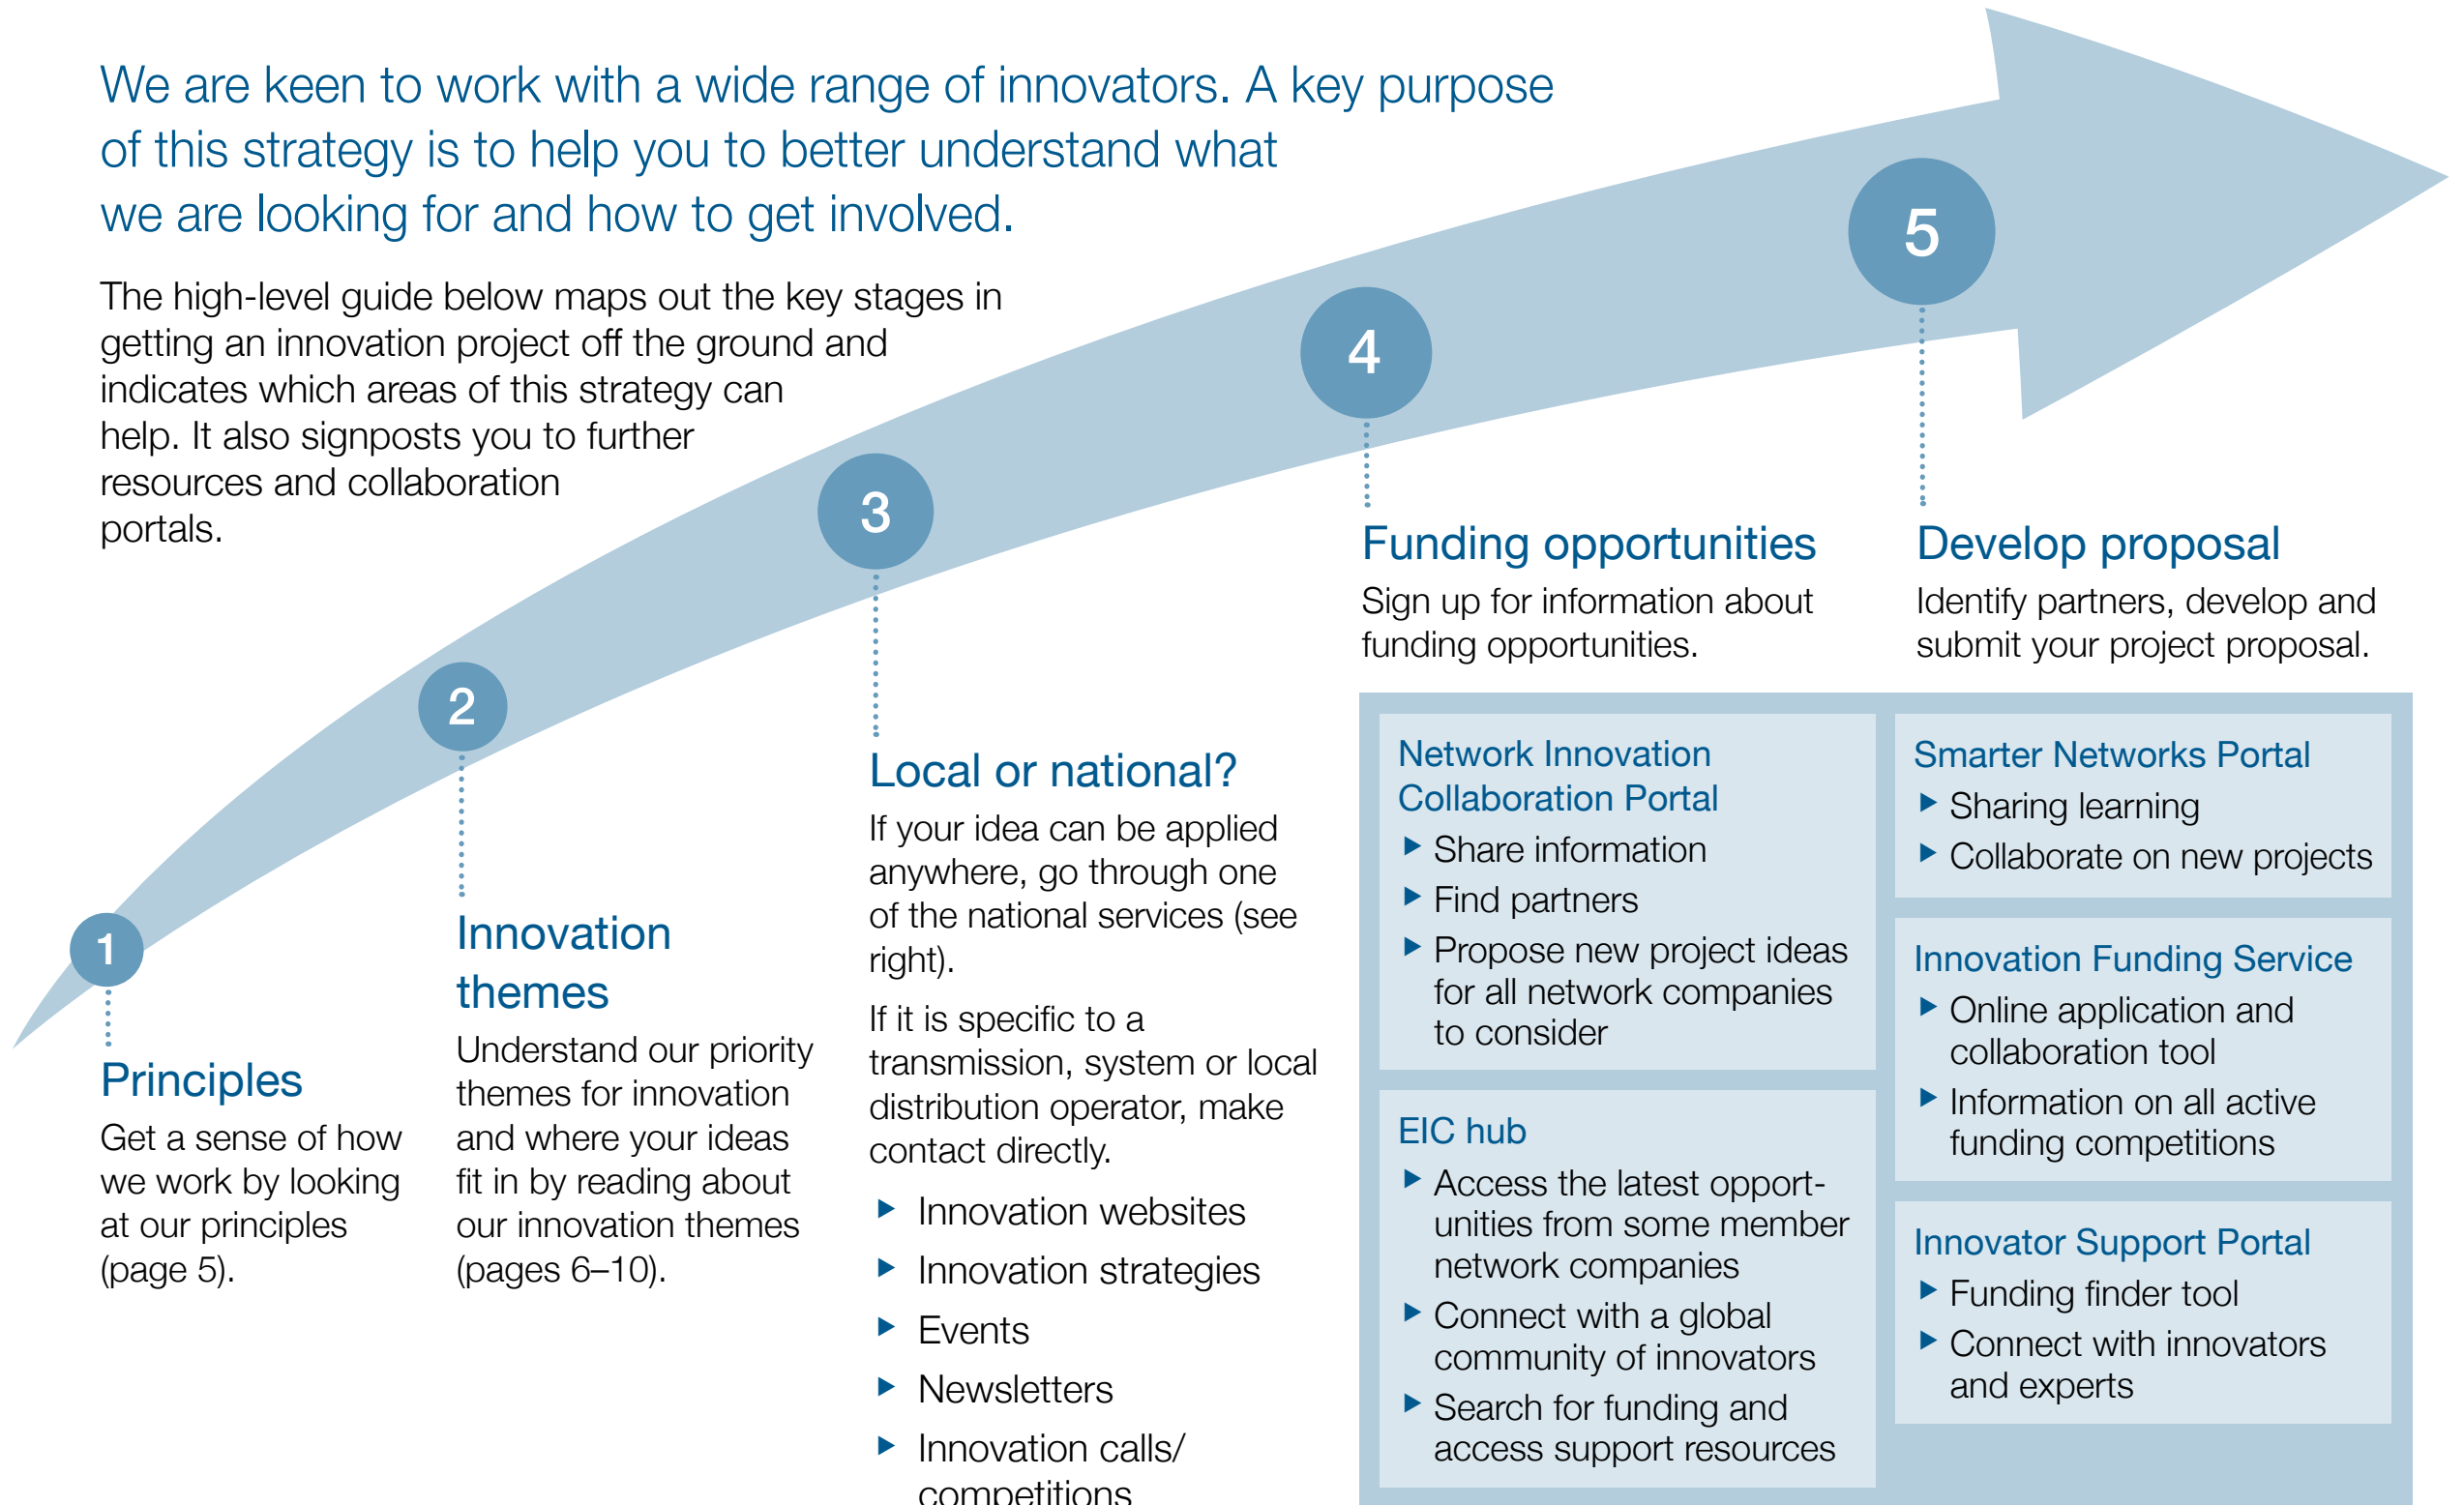 We are keen to work with a wide range of innovators. A key purpose
of this strategy is to help you to better understand what
we are looking for and how to get involved.
The high-level guide below maps out the key stages in
getting an innovation project off the ground and
indicates which areas of this strategy can
help. It also signposts you to further
resources and collaboration
portals.
1
Principles
Get a sense of how
we work by looking
at our principles
(page 5).
2
Innovation
themes
Understand our priority
themes for innovation
and where your ideas
fit in by reading about
our innovation themes
(pages 6–10).
3
Local or national?
If your idea can be applied
anywhere, go through one
of the national services (see
right).
If it is specific to a
transmission, system or local
distribution operator, make
contact directly.
▶ Innovation websites
▶ Innovation strategies
▶ Events
▶ Newsletters
▶ Innovation calls/
competitions
4
Funding opportunities
Sign up for information about
funding opportunities.
5
Develop proposal
Identify partners, develop and
submit your project proposal.
Network Innovation
Collaboration Portal
▶ Share information
▶ Find partners
▶ Propose new project ideas
for all network companies
to consider
EIC hub
▶ Access the latest opport-
unities from some member
network companies
▶ Connect with a global
community of innovators
▶ Search for funding and
access support resources
Smarter Networks Portal
▶ Sharing learning
▶ Collaborate on new projects
Innovation Funding Service
▶ Online application and
collaboration tool
▶ Information on all active
funding competitions
Innovator Support Portal
▶ Funding finder tool
▶ Connect with innovators
and experts